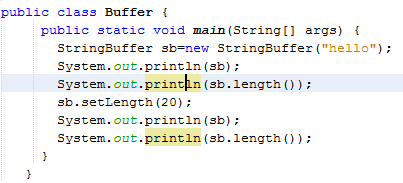 public class Buffer {
public static void main(String[] args) {
StringBuffer sb=new StringBuffer("hello");
System.out.println(sb);
System.out.println(sb.length());
sb.setLength(20);
System.out.println(sb);
System.out.println(sb.length());
}
}